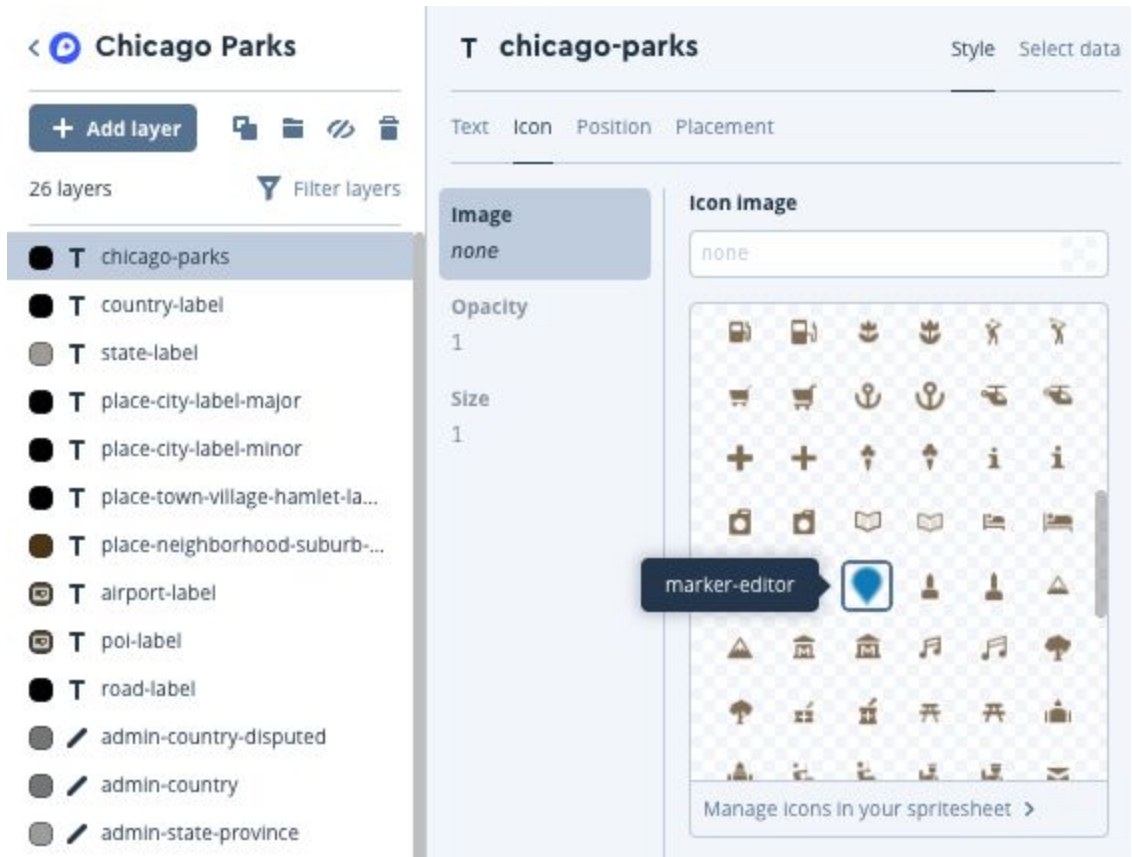 Chicago Parks
Add layer
26 layers
Filter layers
T chicago-parks
T country-label
T state-label
T place-city-label-major
T place-city-label-minor
T place-town-village-hamlet-la...
T place-neighborhood-suburb-...
T airport-label
T poi-label
T road-label
admin-country-disputed
admin-country
admin-state-province
T chicago-parks
Style Select data
Text Icon Position Placement
Image
none
Opacity
1
Size
1
Icon image
none
marker-editor
Manage icons in your spritesheet